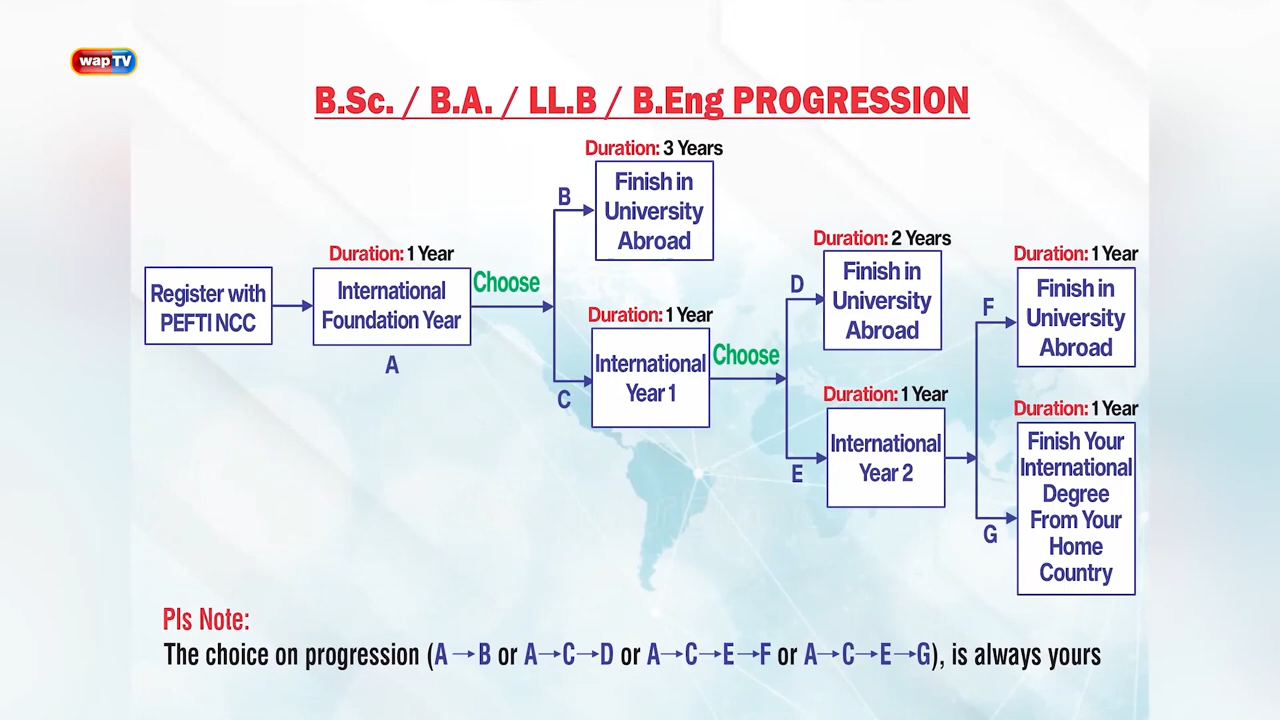 wap TV
B.Sc. / B.A. / LL.B / B.Eng PROGRESSION
Register with
PEFTI NCC
Duration: 1 Year
International
Foundation Year
A
Choose
B
Duration: 3 Years
Finish in
University
Abroad
C
Duration: 1 Year
International
Year 1
Choose
D
Duration: 2 Years
Finish in
University
Abroad
E
Duration: 1 Year
International
Year 2
F
Duration: 1 Year
Finish in
University
Abroad
G
Duration: 1 Year
Finish Your
International
Degree
From Your
Home
Country
Pls Note:
The choice on progression (A→B or A→C→D or A→C→E→F or A→C→E→G), is always yours